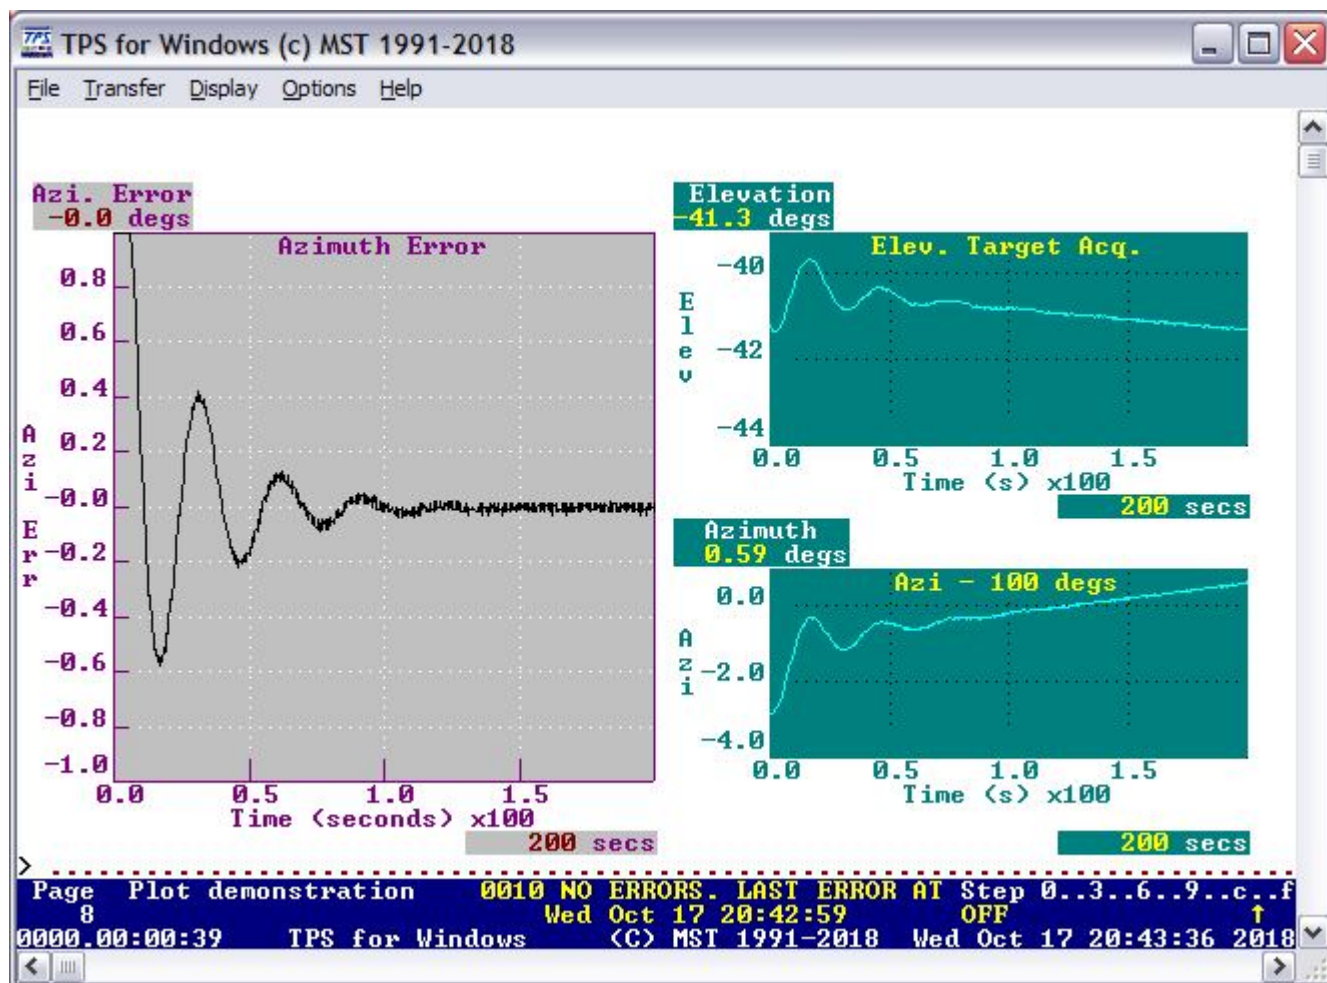 TPS for Windows (c) MST 1991-2018
File Transfer Display Options Help
Azi. Error
-0.0 degs
Azimuth Error
0.8
0.6
0.4
0.2
-0.0
-0.2
-0.4
-0.6
-0.8
-1.0
Azi Err
0.0 0.5 1.0 1.5
Time (seconds) x100
200 secs
Elevation
-41.3 degs
Elev. Target Acq.
-40
-42
-44
Elev
0.0 0.5 1.0 1.5
Time (s) x100
200 secs
Azimuth
0.59 degs
Azi - 100 degs
0.0
-2.0
-4.0
Azi
0.0 0.5 1.0 1.5
Time (s) x100
200 secs
>
Page Plot demonstration 0010 NO ERRORS. LAST ERROR AT Step 0..3..6..9..c..f
8 Wed Oct 17 20:42:59 OFF ↑
0000.00:00:39 TPS for Windows (C) MST 1991-2018 Wed Oct 17 20:43:36 2018